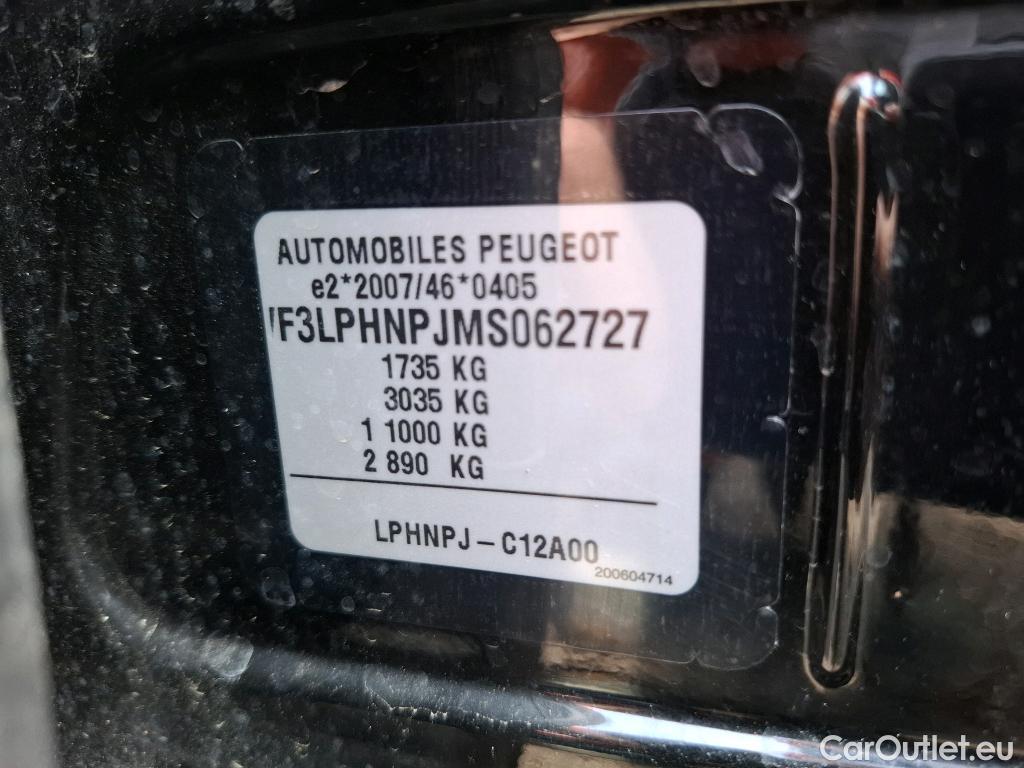 AUTOMOBILES PEUGEOT
e2*2007/46*0405
VF3LPHNPJMS062727
1735 KG
3035 KG
1 1000 KG
2 890 KG
LPHNPJ – C12A00
200604714
CarOutlet.eu